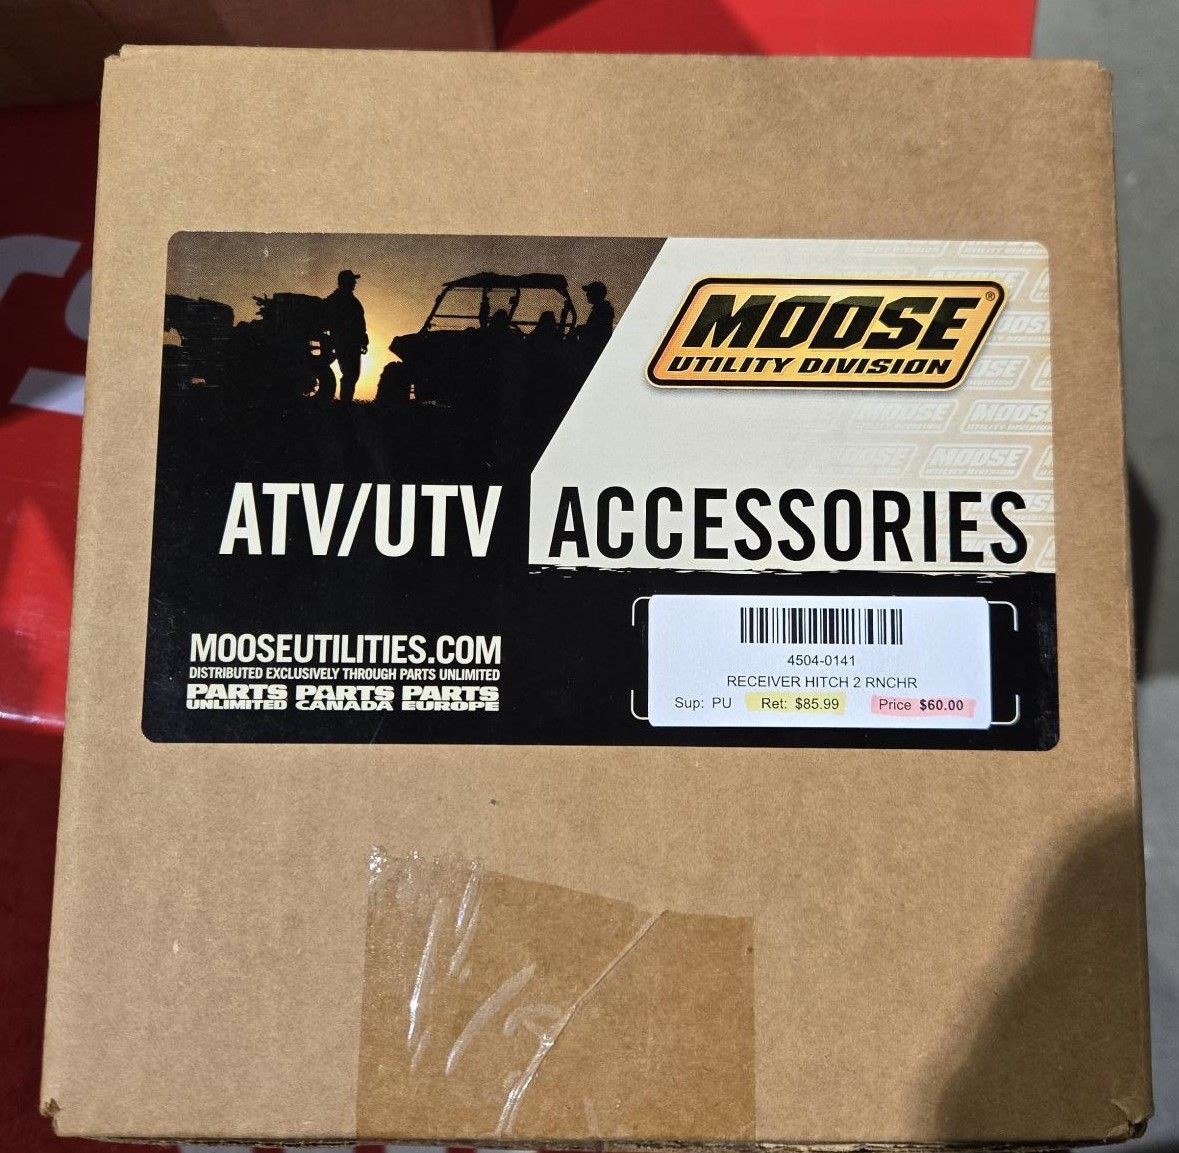 MOOSE®
UTILITY DIVISION
ATV/UTV ACCESSORIES
MOOSEUTILITIES.COM
DISTRIBUTED EXCLUSIVELY THROUGH PARTS UNLIMITED
PARTS PARTS PARTS
UNLIMITED CANADA EUROPE
4504-0141
RECEIVER HITCH 2 RNCHR
Sup: PU Ret: $85.99 Price $60.00